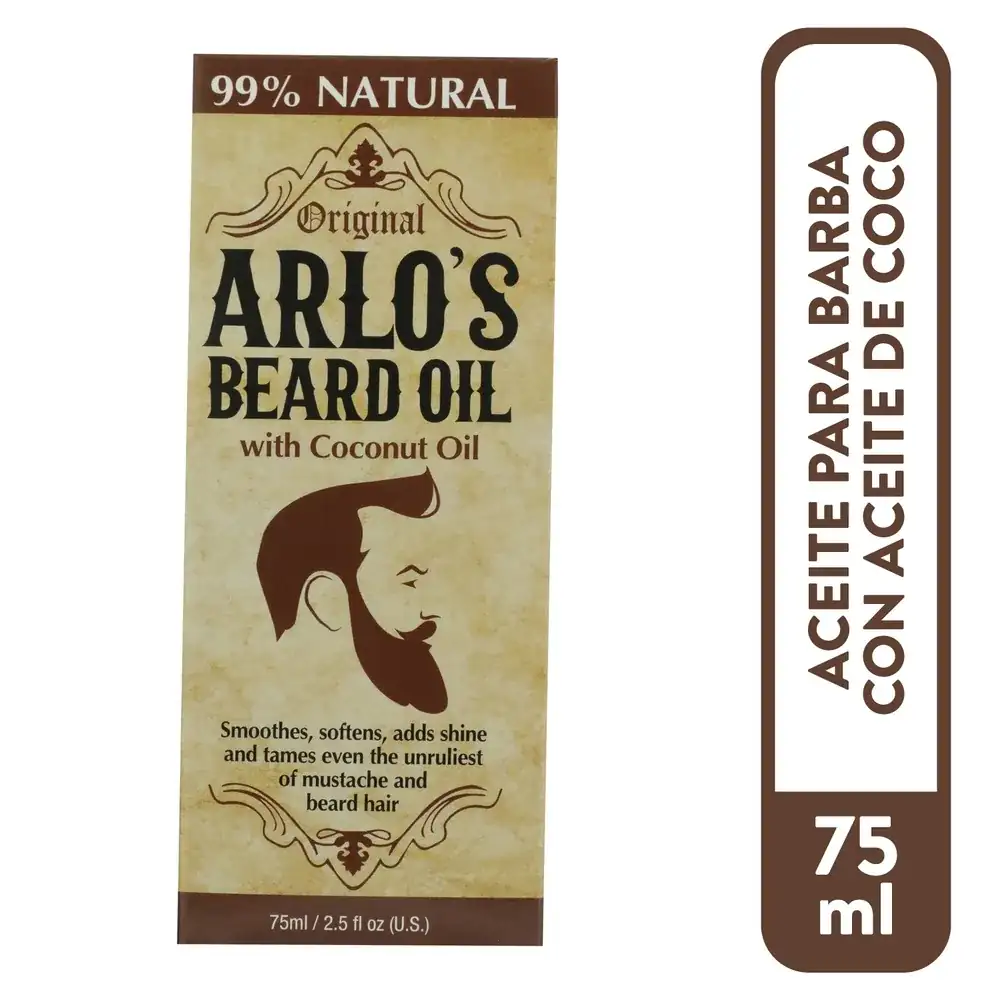 99% NATURAL
Original
ARLO'S
BEARD OIL
with Coconut Oil
Smoothes, softens, adds shine
and tames even the unruliest
of mustache and
beard hair
75ml / 2.5 fl oz (U.S.)
ACEITE PARA BARBA
CON ACEITE DE COCO
75
ml